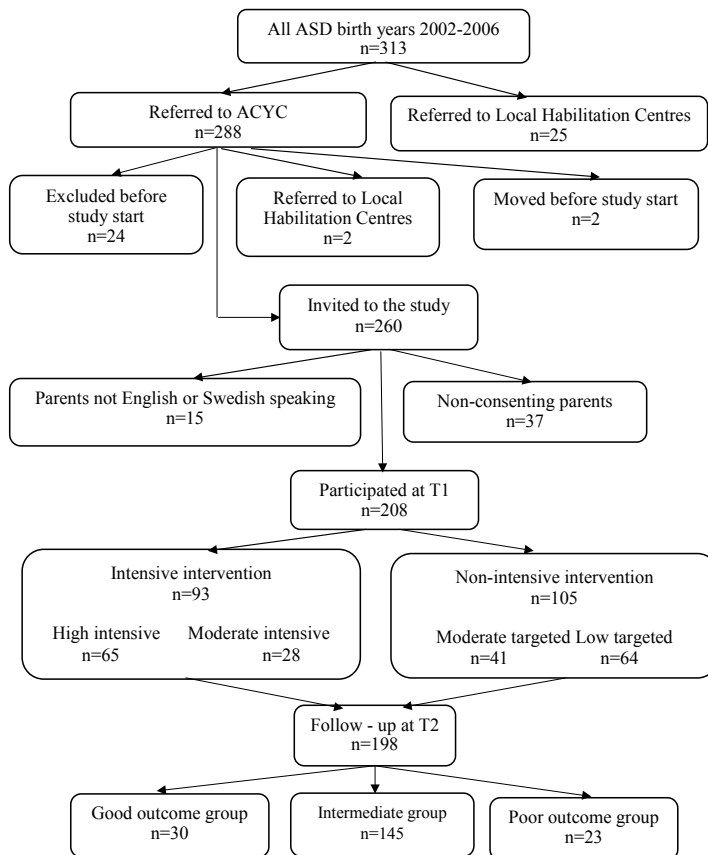 All ASD birth years 2002-2006
n=313
Referred to ACYC
n=288
Referred to Local Habilitation Centres
n=25
Excluded before
study start
n=24
Referred to Local
Habilitation Centres
n=2
Moved before study start
n=2
Invited to the study
n=260
Parents not English or Swedish speaking
n=15
Non-consenting parents
n=37
Participated at T1
n=208
Intensive intervention
n=93
High intensive
n=65
Moderate intensive
n=28
Non-intensive intervention
n=105
Moderate targeted Low targeted
n=41 n=64
Follow - up at T2
n=198
Good outcome group
n=30
Intermediate group
n=145
Poor outcome group
n=23